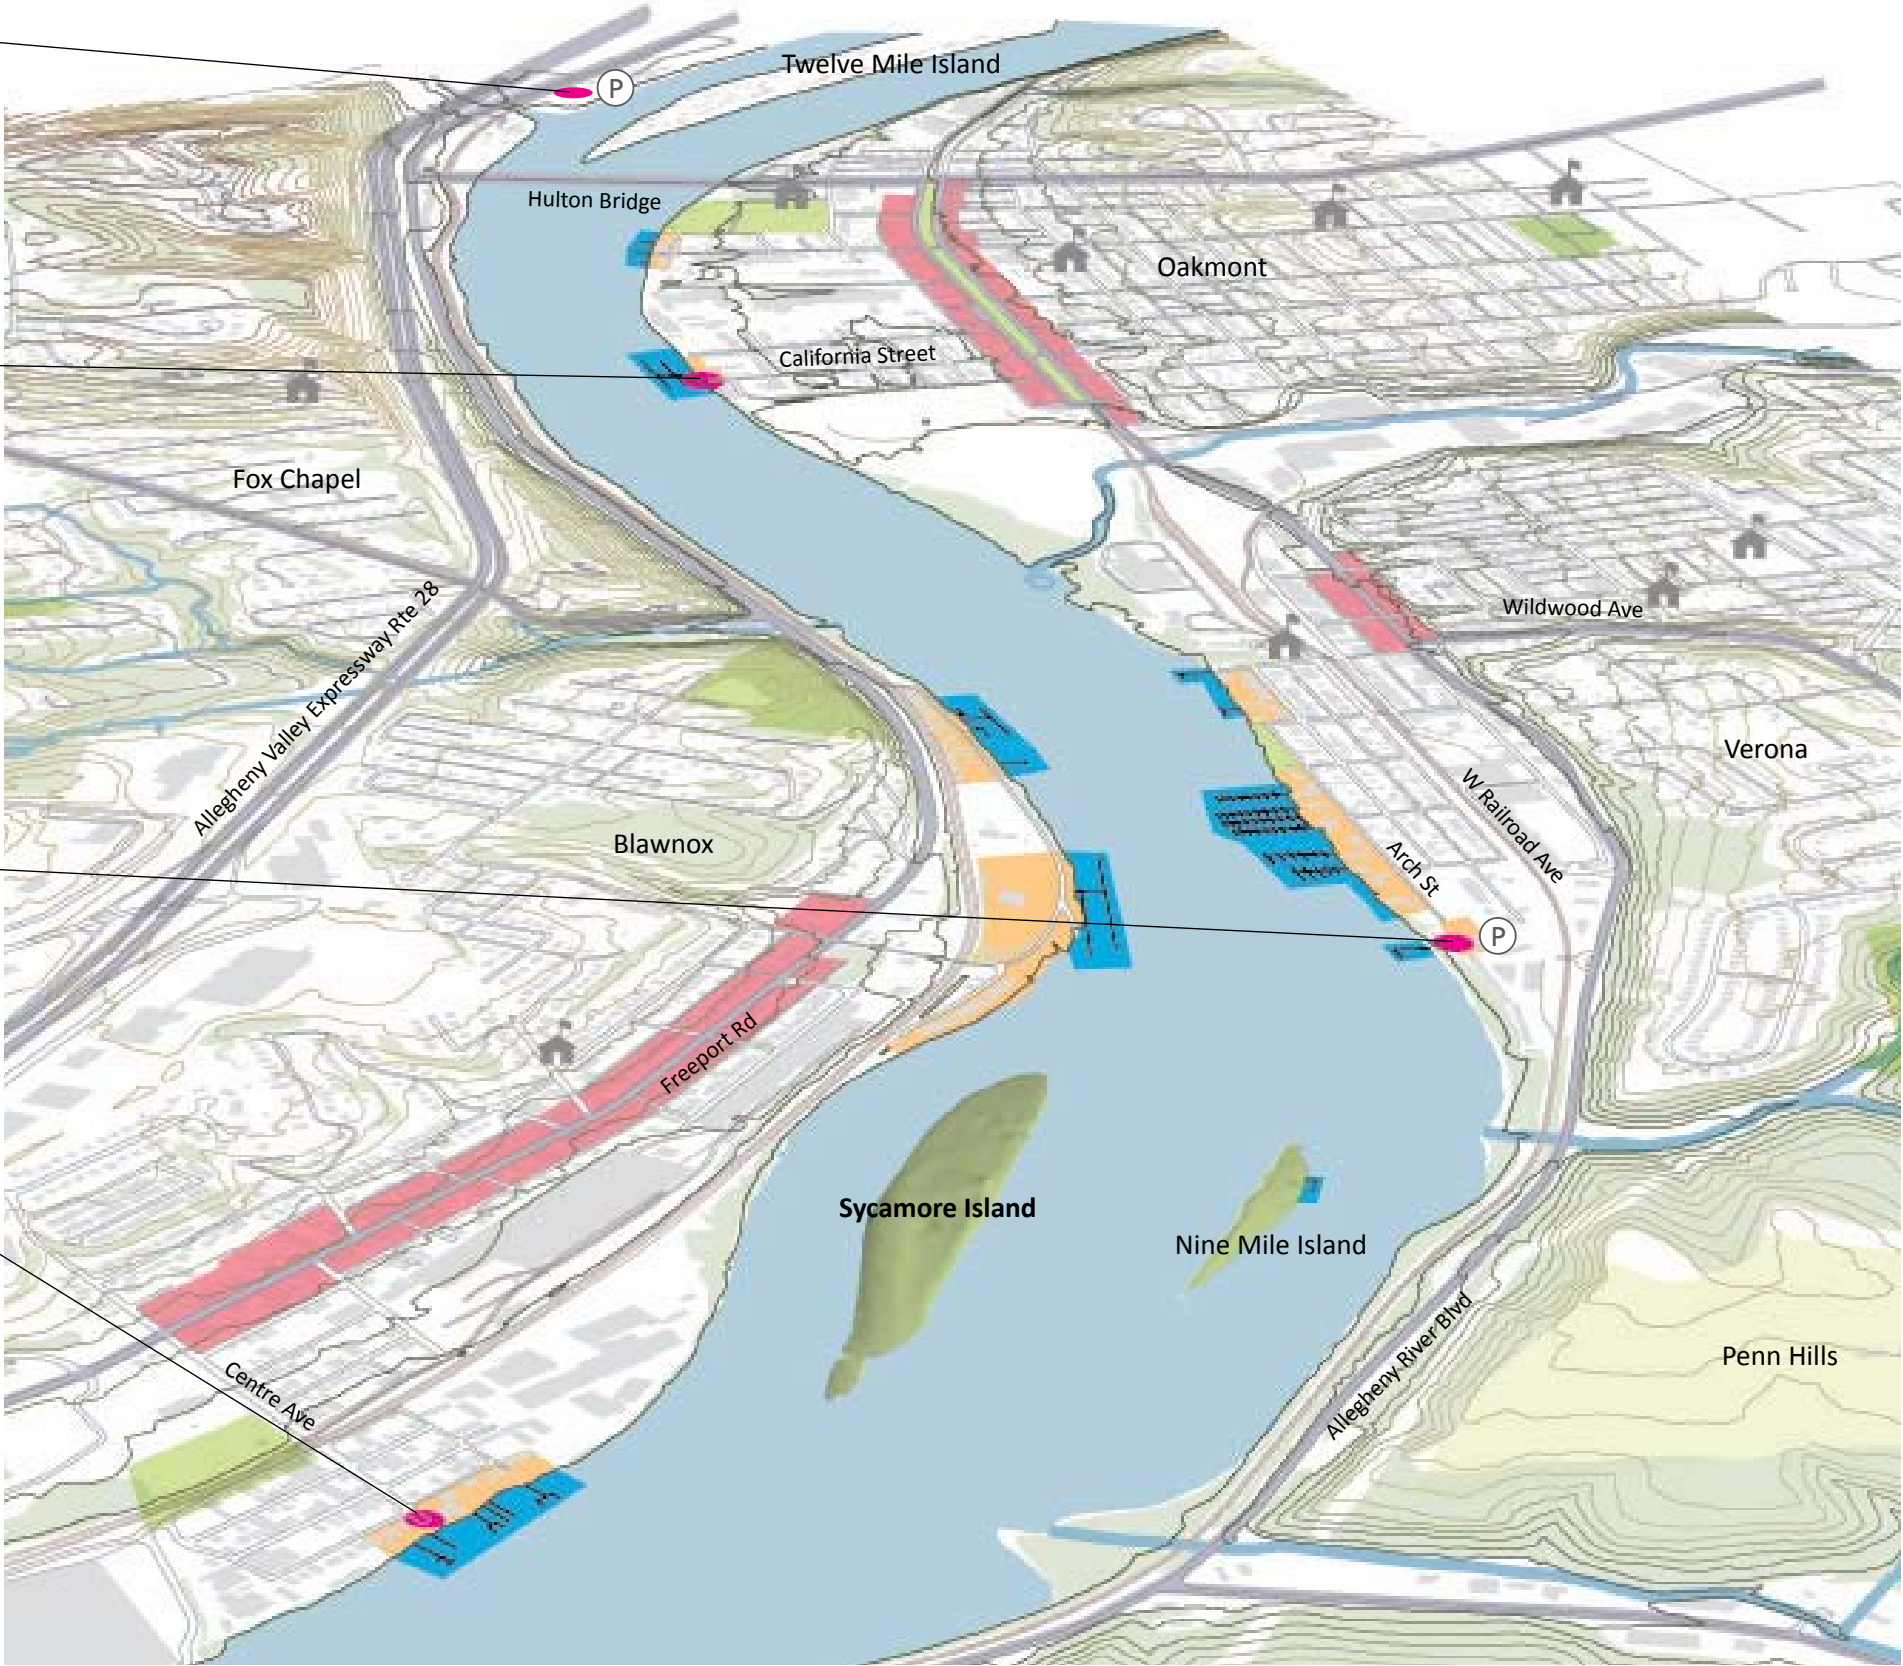 Twelve Mile Island
P
Hulton Bridge
Oakmont
California Street
Fox Chapel
Allegheny Valley Expressway Rte 28
Wildwood Ave
Verona
W Railroad Ave
Blawnox
Arch St
P
Freeport Rd
Sycamore Island
Nine Mile Island
Allegheny River Blvd
Penn Hills
Centre Ave